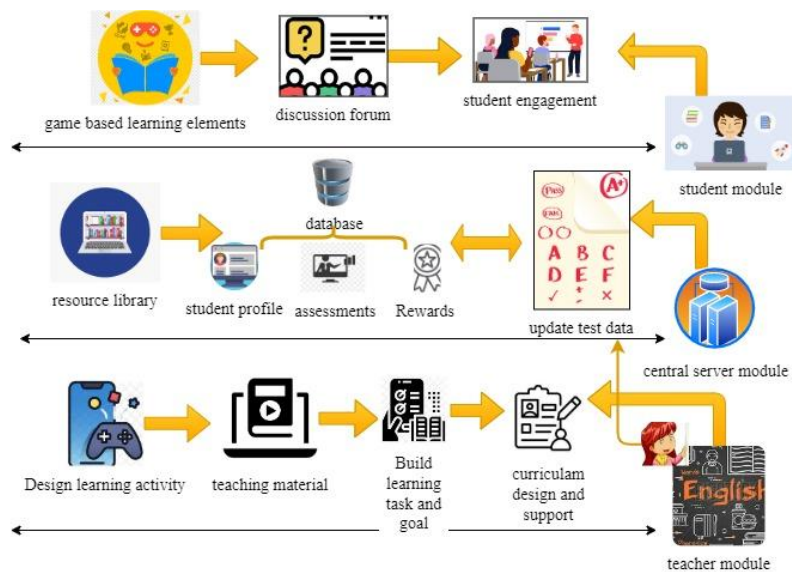 game based learning elements
discussion forum
student engagement
student module
database
resource library
student profile
assessments
Rewards
PASS
A+
A B C
D E F
update test data
central server module
Design learning activity
teaching material
Build
learning
task and
goal
curriculam
design and
support
English
teacher module